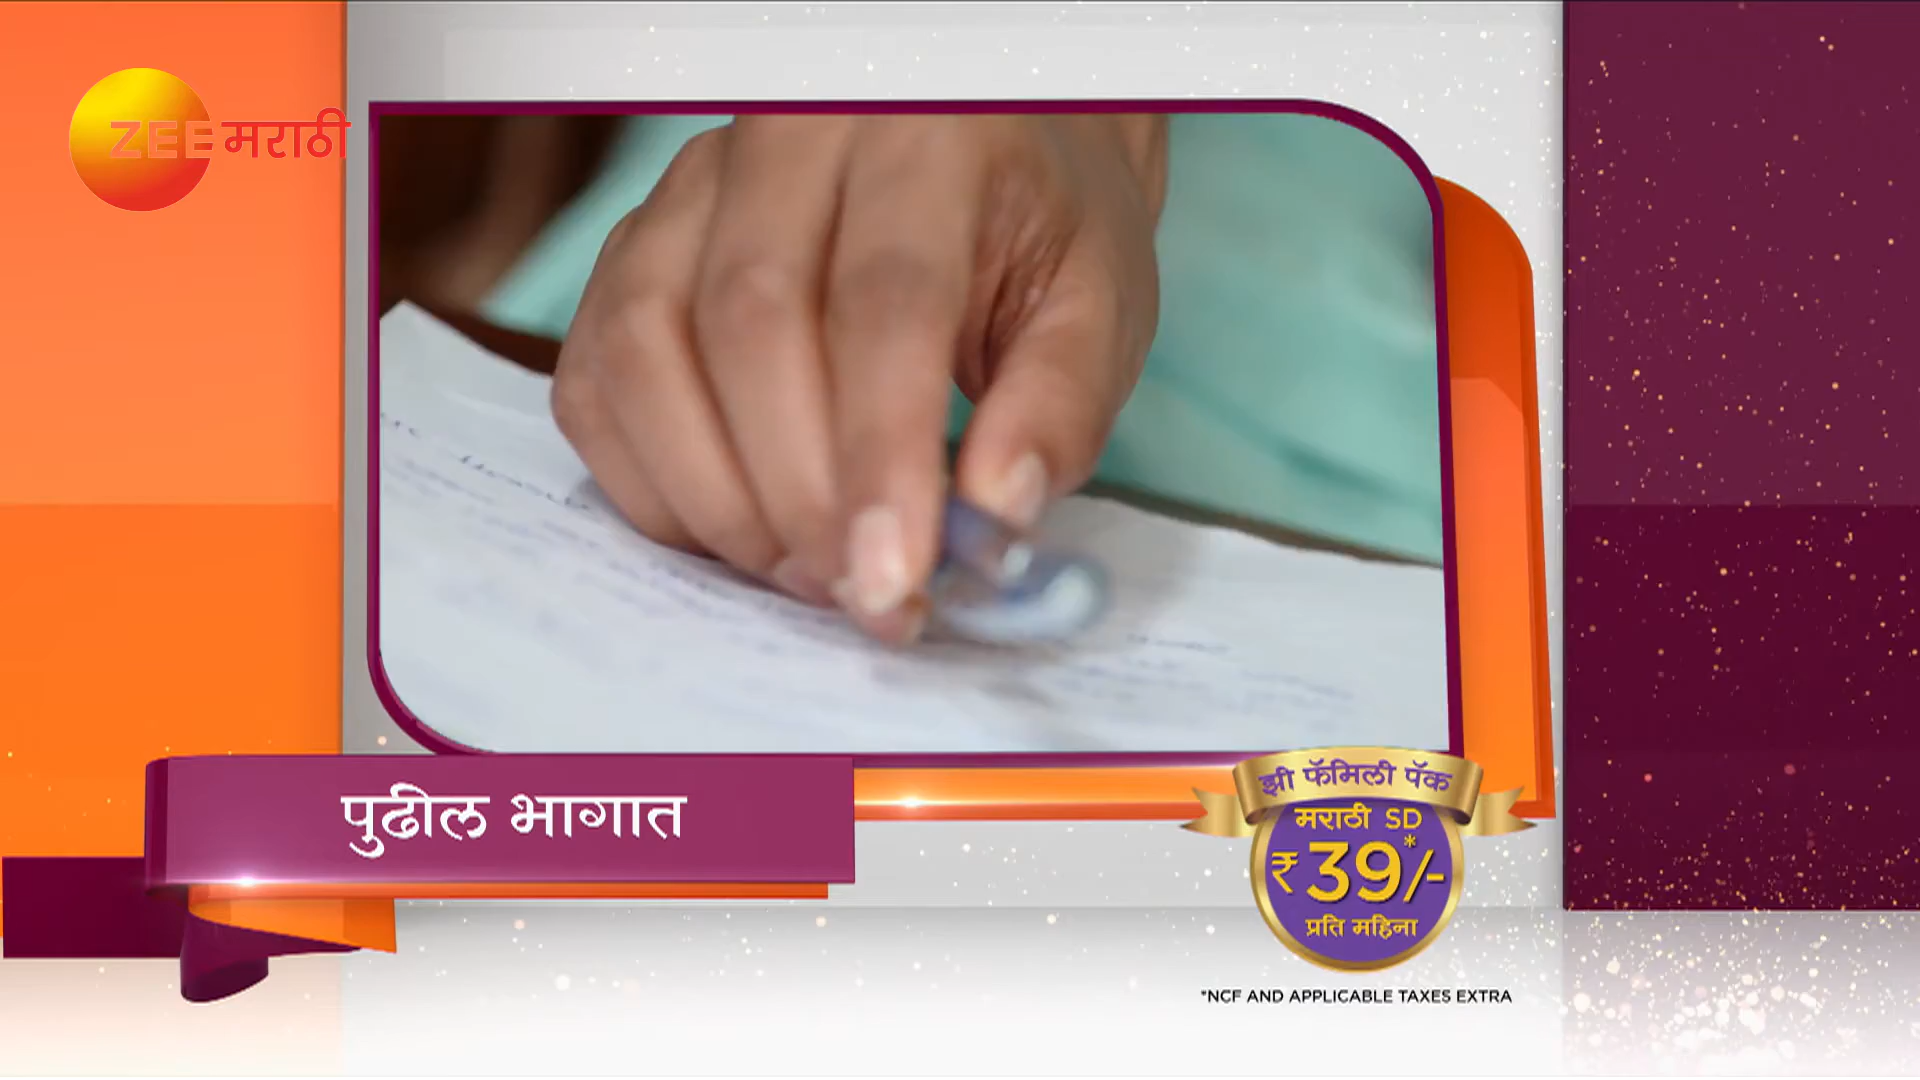 ZEE मराठी
पुढील भागात
झी फॅमिली पॅक
मराठी SD
₹39*/-
प्रति महिना
*NCF AND APPLICABLE TAXES EXTRA